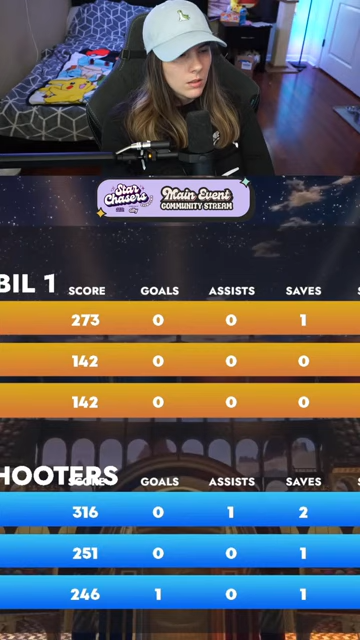 Star Chasers
Main Event
COMMUNITY STREAM
BIL 1 SCORE GOALS ASSISTS SAVES S
273 0 0 1
142 0 0 0
142 0 0 0
HOOTERS SCORE GOALS ASSISTS SAVES S
316 0 1 2
251 0 0 1
246 1 0 1